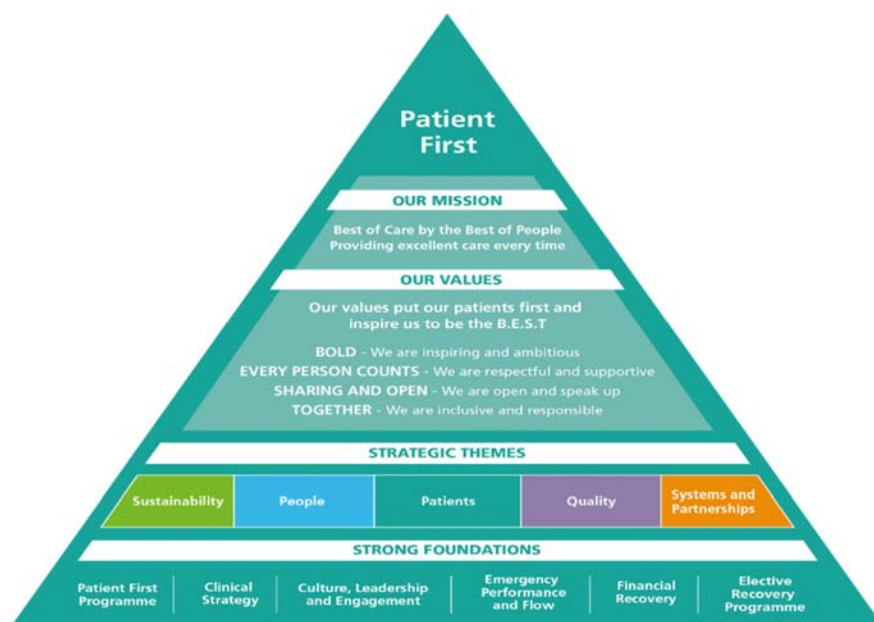 Patient
First
OUR MISSION
Best of Care by the Best of People
Providing excellent care every time
OUR VALUES
Our values put our patients first and
inspire us to be the B.E.S.T
BOLD - We are inspiring and ambitious
EVERY PERSON COUNTS - We are respectful and supportive
SHARING AND OPEN - We are open and speak up
TOGETHER - We are inclusive and responsible
STRATEGIC THEMES
Sustainability
People
Patients
Quality
Systems and
Partnerships
STRONG FOUNDATIONS
Patient First
Programme
Clinical
Strategy
Culture, Leadership
and Engagement
Emergency
Performance
and Flow
Financial
Recovery
Elective
Recovery
Programme